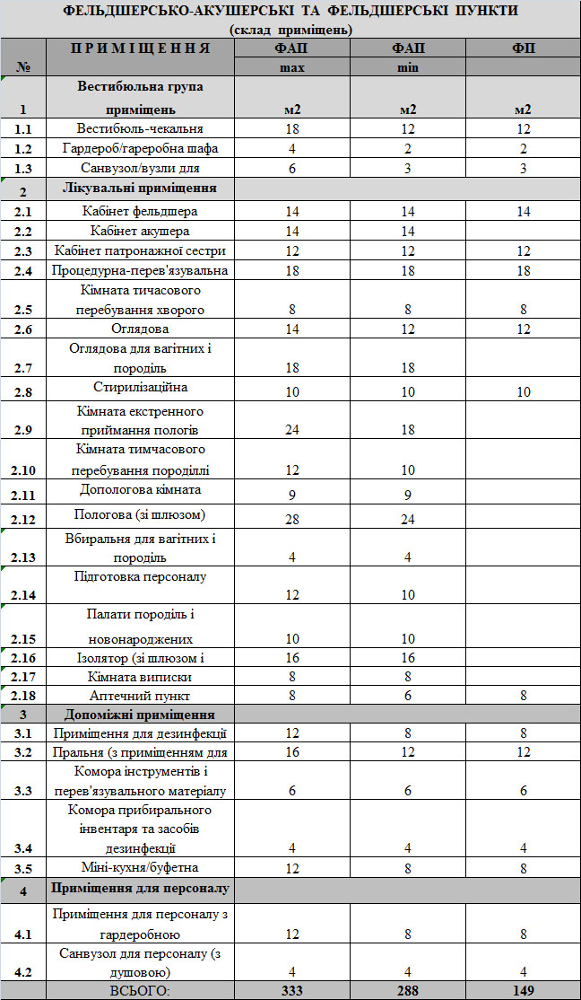 ФЕЛЬДШЕРСЬКО-АКУШЕРСЬКІ ТА ФЕЛЬДШЕРСЬКІ ПУНКТИ
(склад приміщень)
№ П Р И М І Щ Е Н Н Я ФАП ФАП ФП
max min
Вестибюльна група
1 приміщень м2 м2 м2
1.1 Вестибюль-чекальня 18 12 12
1.2 Гардероб/гареробна шафа 4 2 2
1.3 Санвузол/вузли для 6 3 3
2 Лікувальні приміщення
2.1 Кабінет фельдшера 14 14 14
2.2 Кабінет акушера 14 14
2.3 Кабінет патронажної сестри 12 12 12
2.4 Процедурна-перев'язувальна 18 18 18
Кімната тичасового
2.5 перебування хворого 8 8 8
2.6 Оглядова 14 12 12
Оглядова для вагітних і
2.7 породіль 18 18
2.8 Стирилізаційна 10 10 10
Кімната екстренного
2.9 приймання пологів 24 18
Кімната тимчасового
2.10 перебування породіллі 12 10
2.11 Допологова кімната 9 9
2.12 Пологова (зі шлюзом) 28 24
Вбиральня для вагітних і
2.13 породіль 4 4
Підготовка персоналу
2.14 12 10
Палати породіль і
2.15 новонароджених 10 10
2.16 Ізолятор (зі шлюзом і 16 16
2.17 Кімната виписки 8 8
2.18 Аптечний пункт 8 6 8
3 Допоміжні приміщення
3.1 Приміщення для дезинфекції 12 8 8
3.2 Пральня (з приміщенням для 16 12 12
Комора інструментів і
3.3 перев'язувального матеріалу 6 6 6
Комора прибирального
інвентаря та засобів
3.4 дезинфекції 4 4 4
3.5 Міні-кухня/буфетна 12 8 8
4 Приміщення для персоналу
Приміщення для персоналу з
4.1 гардеробною 12 8 8
Санвузол для персоналу (з
4.2 душовою) 4 4 4
ВСЬОГО: 333 288 149